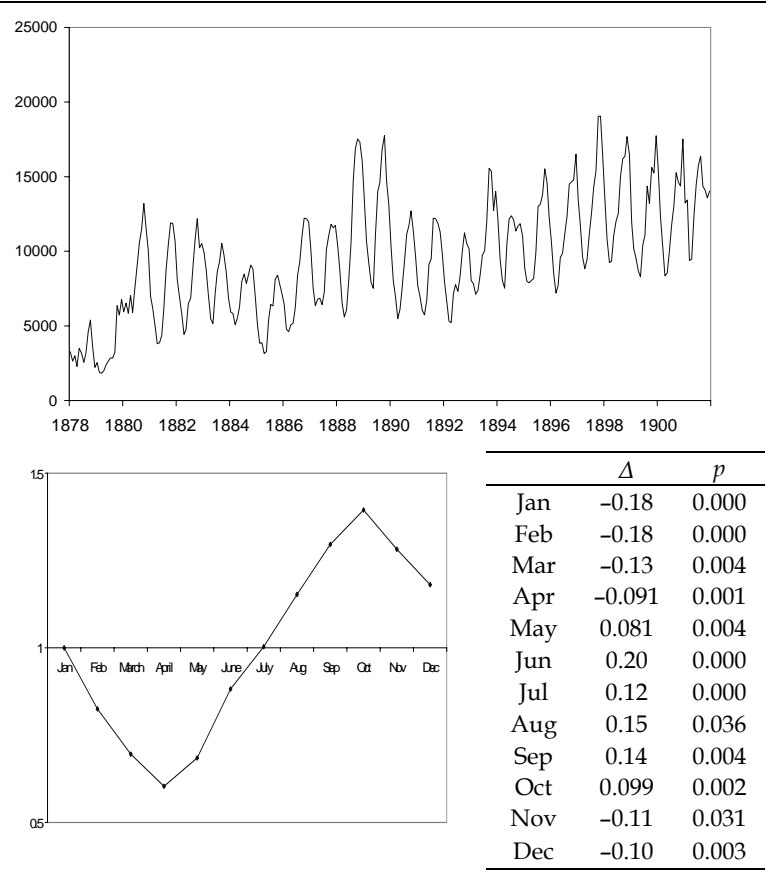 25000
20000
15000
10000
5000
0
1878 1880 1882 1884 1886 1888 1890 1892 1894 1896 1898 1900
1.5
1
Jan Feb March April May June July Aug Sep Oct Nov Dec
0.5
Δ p
Jan –0.18 0.000
Feb –0.18 0.000
Mar –0.13 0.004
Apr –0.091 0.001
May 0.081 0.004
Jun 0.20 0.000
Jul 0.12 0.000
Aug 0.15 0.036
Sep 0.14 0.004
Oct 0.099 0.002
Nov –0.11 0.031
Dec –0.10 0.003